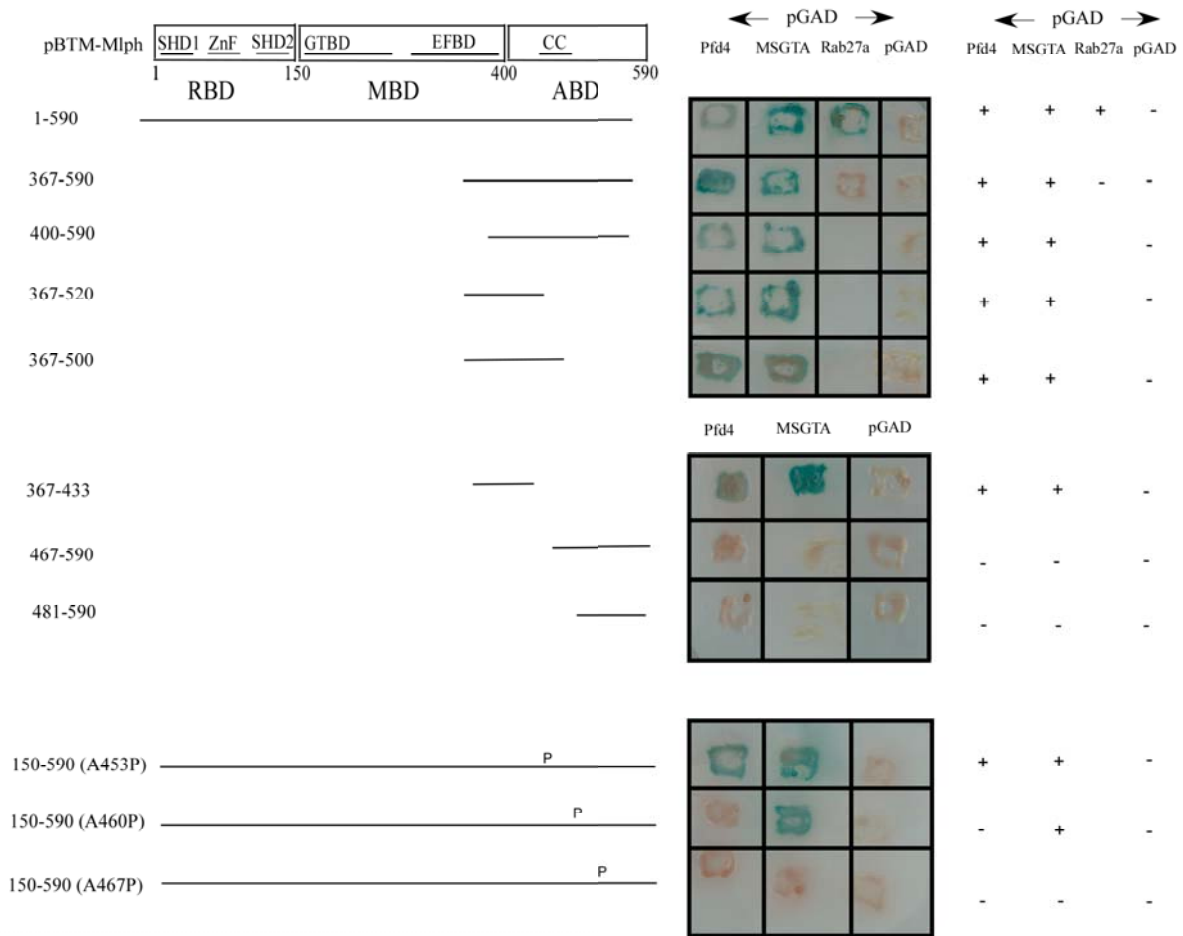 ← pGAD →
← pGAD →
pBTM-Mlph SHD1 ZnF SHD2 GTBD EFBD CC
Pfd4 MSGTA Rab27a pGAD
Pfd4 MSGTA Rab27a pGAD
1 150 400 590
RBD MBD ABD
1-590 + + + -
367-590 + + - -
400-590 + + -
367-520 + + -
367-500 + + -
Pfd4 MSGTA pGAD
367-433 + + -
467-590 - - -
481-590 - - -
150-590 (A453P) P + + -
150-590 (A460P) P - + -
150-590 (A467P) P - - -